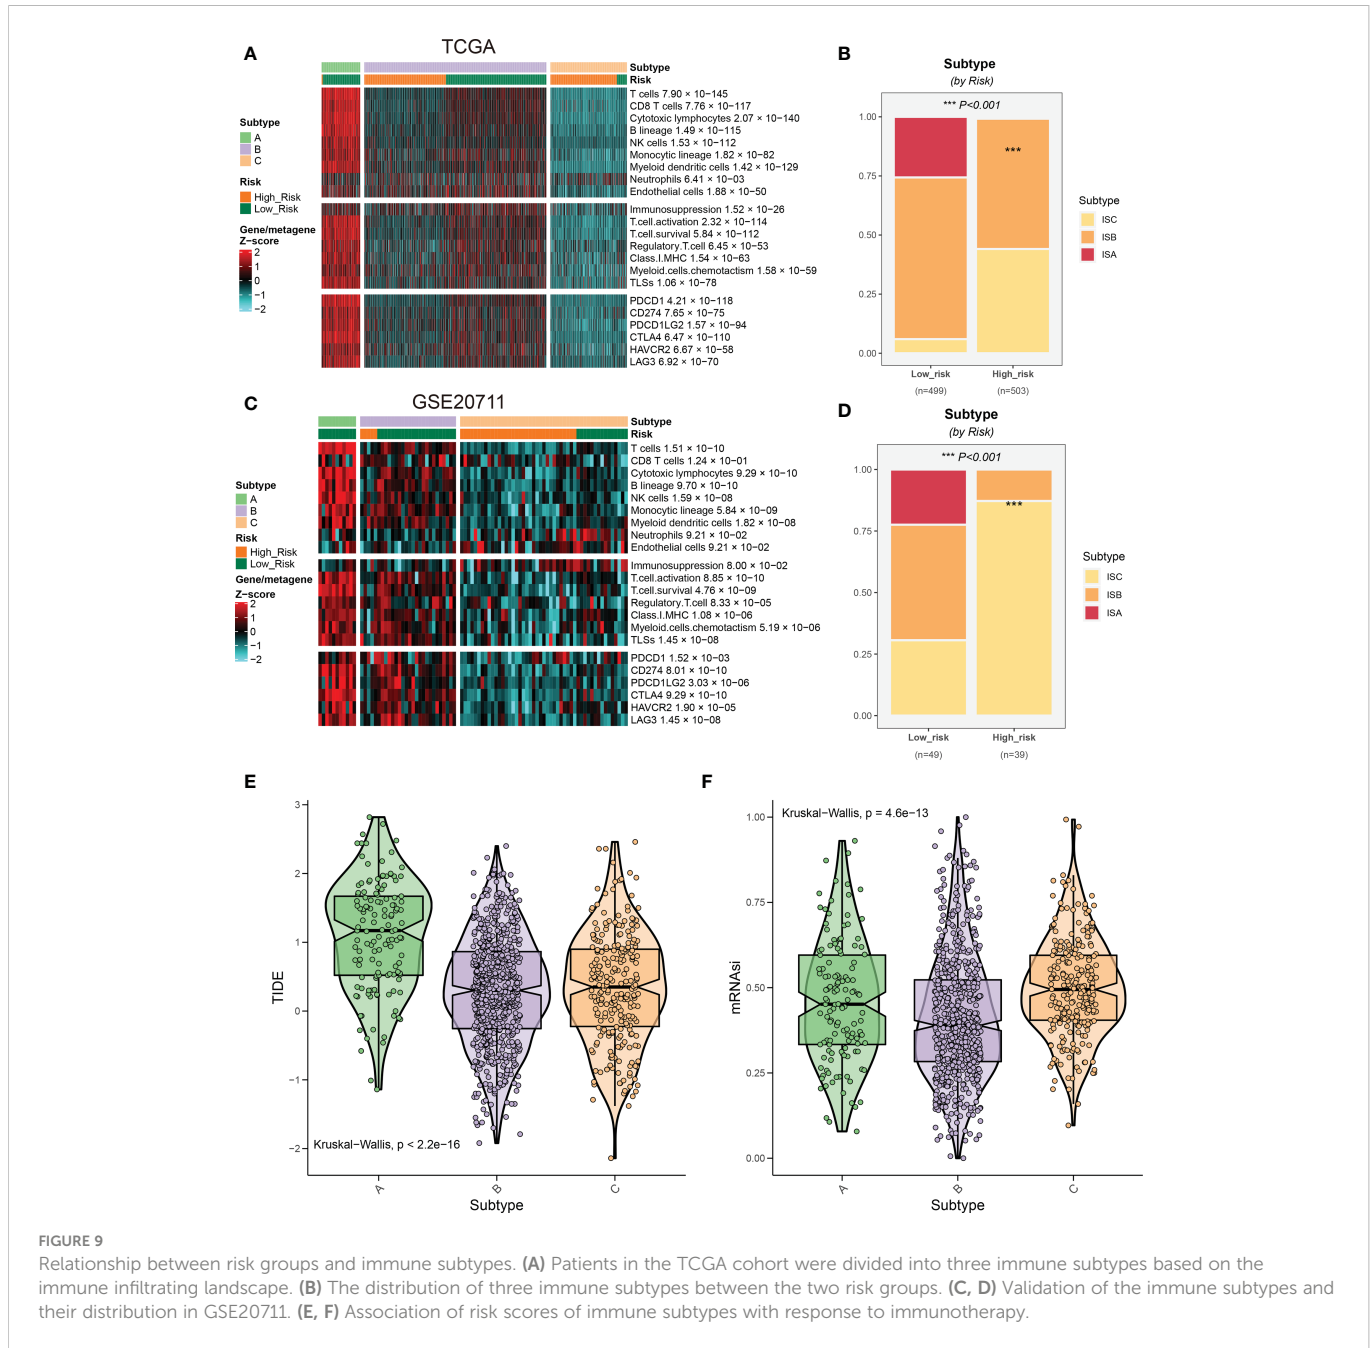 A
TCGA
Subtype
Risk
T cells 7.90 × 10−145
CD8 T cells 7.76 × 10−117
Cytotoxic lymphocytes 2.07 × 10−140
B lineage 1.49 × 10−115
NK cells 1.53 × 10−112
Monocytic lineage 1.82 × 10−82
Myeloid dendritic cells 1.42 × 10−129
Neutrophils 6.41 × 10−03
Endothelial cells 1.88 × 10−50
Immunosuppression 1.52 × 10−26
T.cell.activation 2.32 × 10−114
T.cell.survival 5.84 × 10−112
Regulatory.T.cell 6.45 × 10−53
Class.I.MHC 1.54 × 10−63
Myeloid.cells.chemotactism 1.58 × 10−59
TLSs 1.06 × 10−78
PDCD1 4.21 × 10−118
CD274 7.65 × 10−75
PDCD1LG2 1.57 × 10−94
CTLA4 6.47 × 10−110
HAVCR2 6.67 × 10−58
LAG3 6.92 × 10−70
Subtype
A
B
C
Risk
High_Risk
Low_Risk
Gene/metagene
Z−score
2
1
0
−1
−2
B
Subtype
(by Risk)
*** P<0.001
***
1.00
0.75
0.50
0.25
0.00
Low_risk
High_risk
(n=499)
(n=503)
Subtype
ISC
ISB
ISA
C
GSE20711
Subtype
Risk
T cells 1.51 × 10−10
CD8 T cells 1.24 × 10−01
Cytotoxic lymphocytes 9.29 × 10−10
B lineage 9.70 × 10−10
NK cells 1.59 × 10−08
Monocytic lineage 5.84 × 10−09
Myeloid dendritic cells 1.82 × 10−08
Neutrophils 9.21 × 10−02
Endothelial cells 9.21 × 10−02
Immunosuppression 8.00 × 10−02
T.cell.activation 8.85 × 10−10
T.cell.survival 4.76 × 10−09
Regulatory.T.cell 8.33 × 10−05
Class.I.MHC 1.08 × 10−06
Myeloid.cells.chemotactism 5.19 × 10−06
TLSs 1.45 × 10−08
PDCD1 1.52 × 10−03
CD274 8.01 × 10−10
PDCD1LG2 3.03 × 10−06
CTLA4 9.29 × 10−10
HAVCR2 1.90 × 10−05
LAG3 1.45 × 10−08
Subtype
A
B
C
Risk
High_Risk
Low_Risk
Gene/metagene
Z−score
2
1
0
−1
−2
D
Subtype
(by Risk)
*** P<0.001
***
1.00
0.75
0.50
0.25
0.00
Low_risk
High_risk
(n=49)
(n=39)
Subtype
ISC
ISB
ISA
E
3
2
1
0
−1
−2
TIDE
Kruskal−Wallis, p < 2.2e−16
A
B
C
Subtype
F
Kruskal−Wallis, p = 4.6e−13
1.00
0.75
0.50
0.25
0.00
mRNAsi
A
B
C
Subtype
FIGURE 9
Relationship between risk groups and immune subtypes. (A) Patients in the TCGA cohort were divided into three immune subtypes based on the
immune infiltrating landscape. (B) The distribution of three immune subtypes between the two risk groups. (C, D) Validation of the immune subtypes and
their distribution in GSE20711. (E, F) Association of risk scores of immune subtypes with response to immunotherapy.